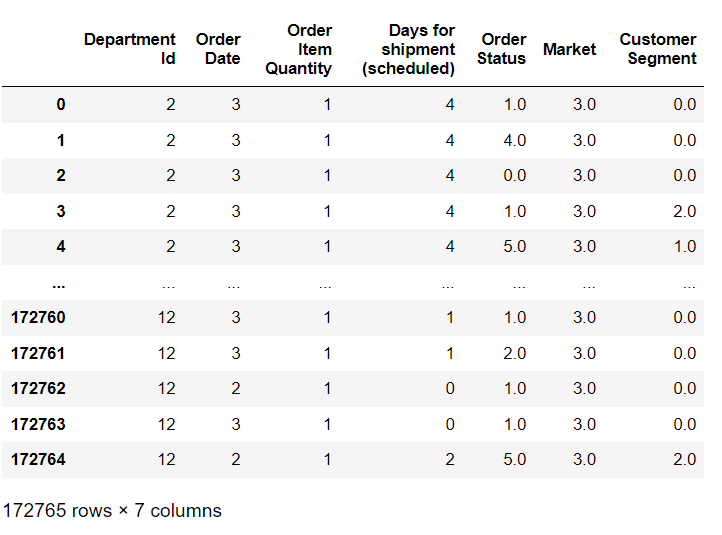 Department Id Order Date Order Item Quantity Days for shipment (scheduled) Order Status Market Customer Segment
0 2 3 1 4 1.0 3.0 0.0
1 2 3 1 4 4.0 3.0 0.0
2 2 3 1 4 0.0 3.0 0.0
3 2 3 1 4 1.0 3.0 2.0
4 2 3 1 4 5.0 3.0 1.0
... ... ... ... ... ... ... ...
172760 12 3 1 1 1.0 3.0 0.0
172761 12 3 1 1 2.0 3.0 0.0
172762 12 2 1 0 1.0 3.0 0.0
172763 12 3 1 0 1.0 3.0 0.0
172764 12 2 1 2 5.0 3.0 2.0
172765 rows × 7 columns